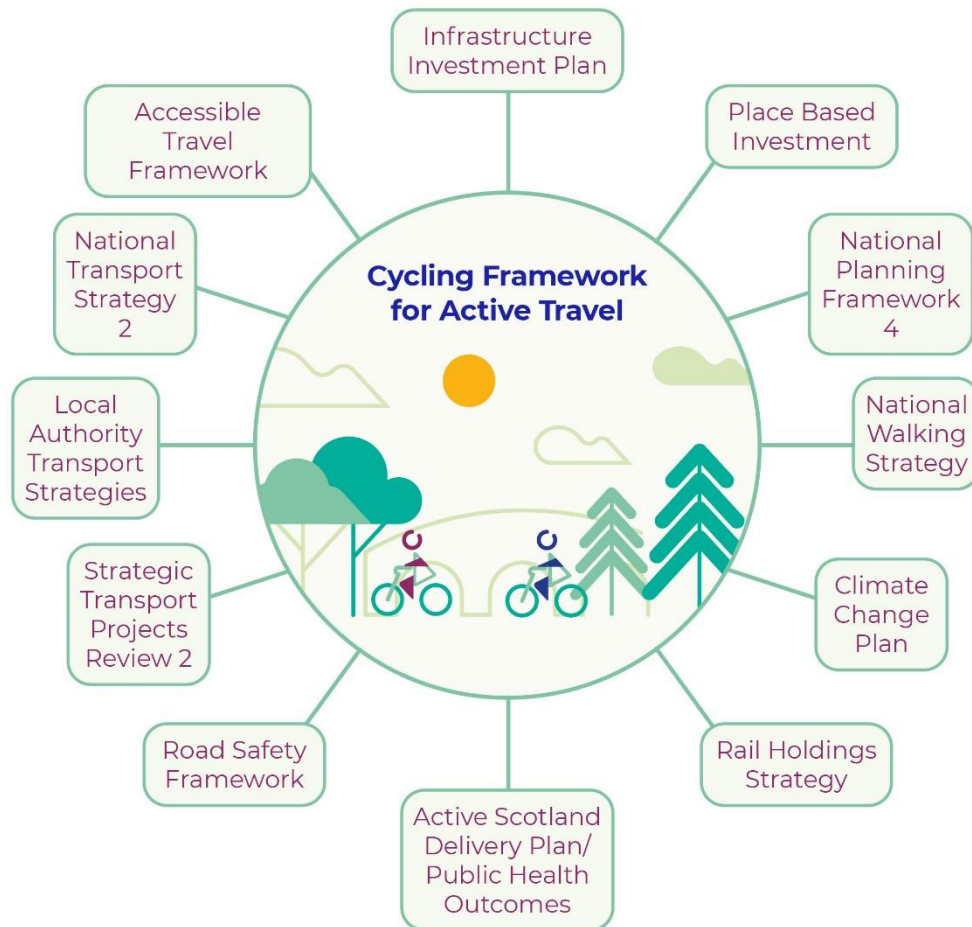 Infrastructure
Investment Plan
Place Based
Investment
National
Planning
Framework
4
National
Walking
Strategy
Climate
Change
Plan
Rail Holdings
Strategy
Active Scotland
Delivery Plan/
Public Health
Outcomes
Road Safety
Framework
Strategic
Transport
Projects
Review 2
Local
Authority
Transport
Strategies
National
Transport
Strategy
2
Accessible
Travel
Framework
Cycling Framework
for Active Travel